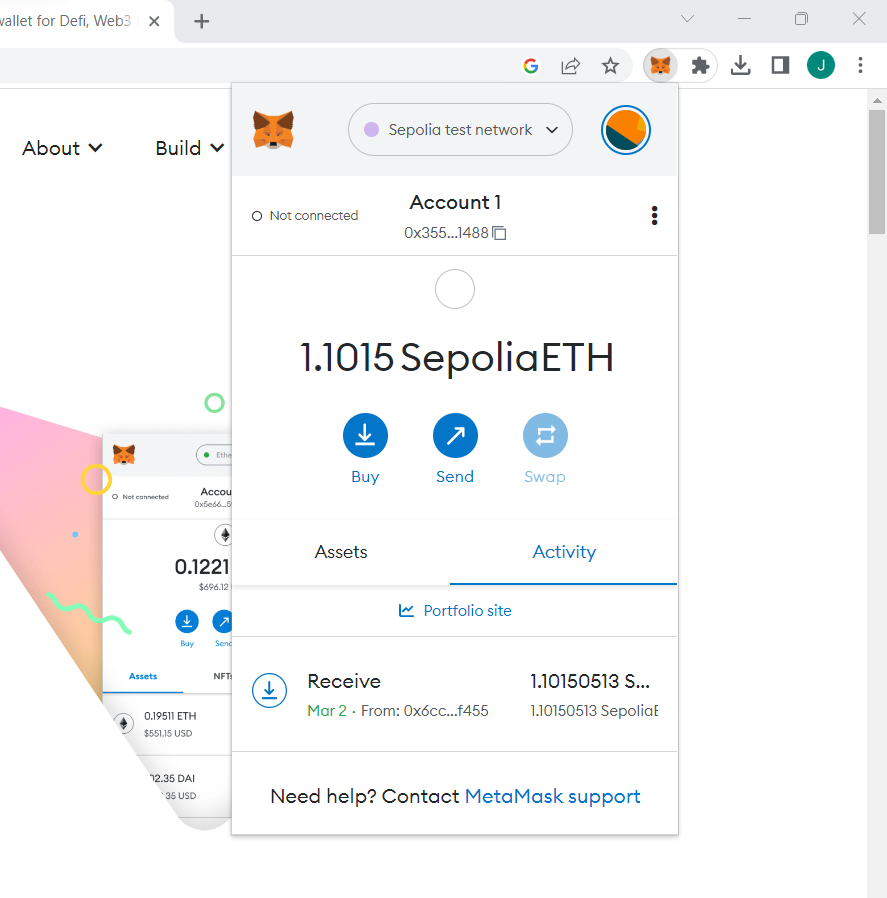 wallet for Defi, Web3
J
About
Build
Sepolia test network
Not connected
Account 1
0x355...1488
1.1015 SepoliaETH
Buy
Send
Swap
Assets
Activity
Portfolio site
Receive
1.10150513 S...
Mar 2 · From: 0x6cc...f455
1.10150513 SepoliaE
Need help? Contact MetaMask support
Ethe
Not connected
Accou
0x5e66...5
0.1221
$696.12
Buy
Send
Assets
NFTs
0.19511 ETH
$551.15 USD
02.35 DAI
.35 USD